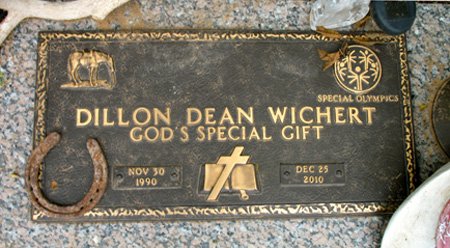 SPECIAL OLYMPICS
DILLON DEAN WICHERT
GOD'S SPECIAL GIFT
NOV 30
1990
DEC 25
2010